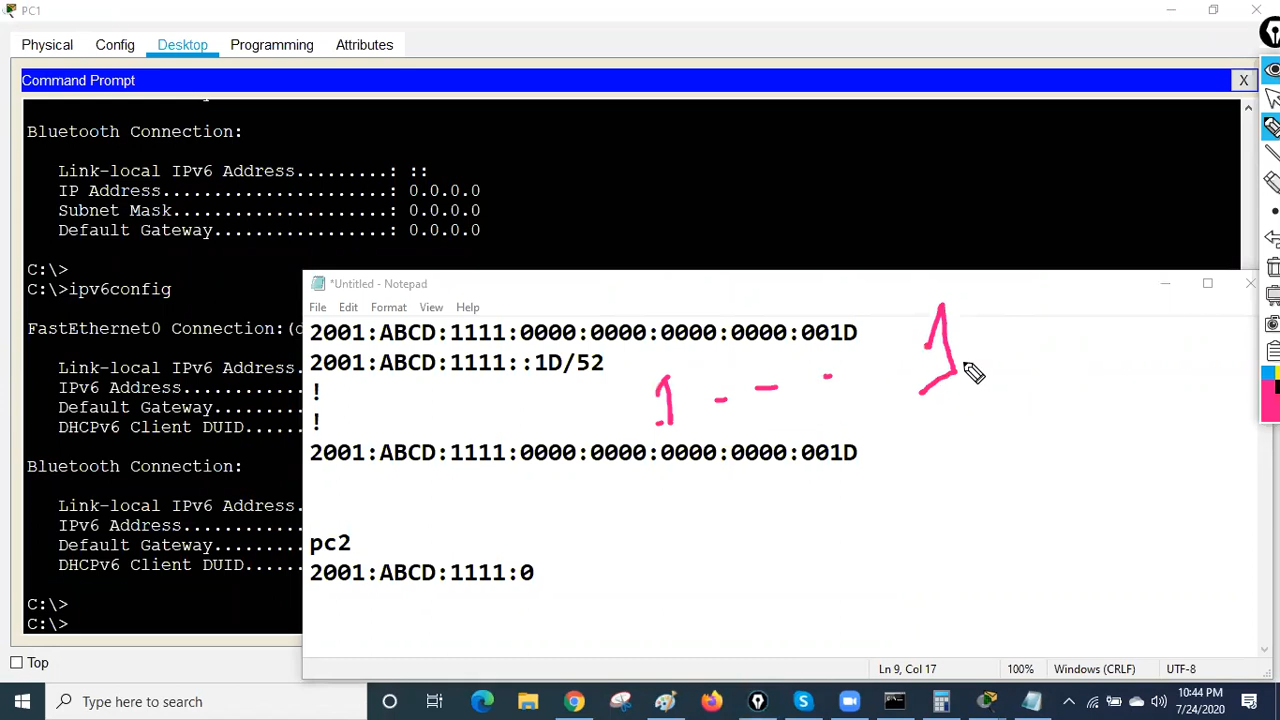 PC1
Physical Config Desktop Programming Attributes
Command Prompt X
Bluetooth Connection:
Link-local IPv6 Address.........: ::
IP Address......................: 0.0.0.0
Subnet Mask.....................: 0.0.0.0
Default Gateway.................: 0.0.0.0
C:\>
C:\>ipv6config
FastEthernet0 Connection:(d
Link-local IPv6 Address.
IPv6 Address............
Default Gateway.........
DHCPv6 Client DUID......
Bluetooth Connection:
Link-local IPv6 Address.
IPv6 Address............
Default Gateway.........
DHCPv6 Client DUID......
C:\>
C:\>
Top
*Untitled - Notepad
File Edit Format View Help
2001:ABCD:1111:0000:0000:0000:0000:001D
2001:ABCD:1111::1D/52
!
!
2001:ABCD:1111:0000:0000:0000:0000:001D
1 - - . 1
pc2
2001:ABCD:1111:0
Ln 9, Col 17 100% Windows (CRLF) UTF-8
Type here to search
10:44 PM
7/24/2020